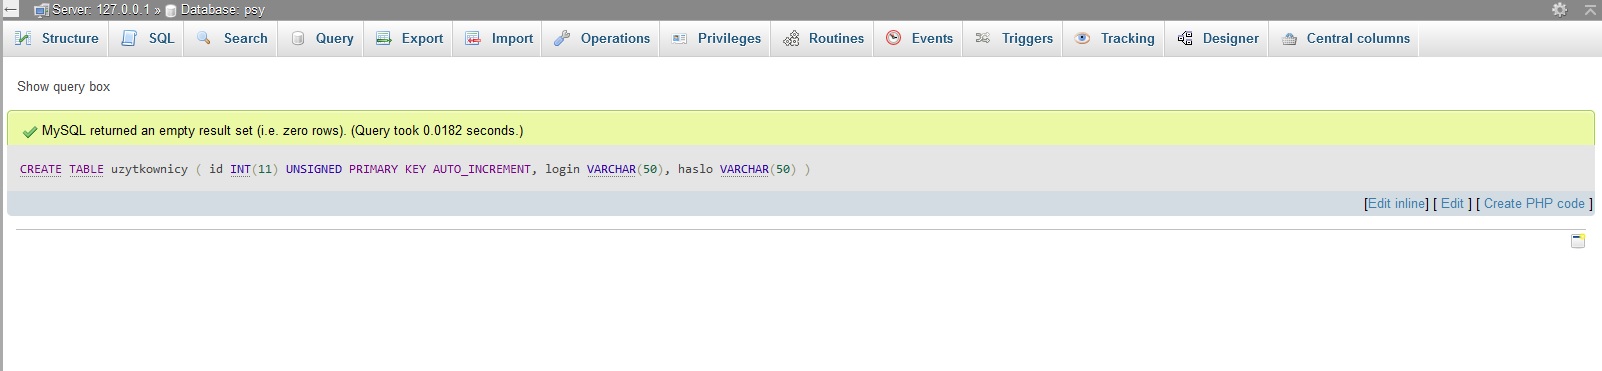 Server: 127.0.0.1 » Database: psy
Structure SQL Search Query Export Import Operations Privileges Routines Events Triggers Tracking Designer Central columns
Show query box
MySQL returned an empty result set (i.e. zero rows). (Query took 0.0182 seconds.)
CREATE TABLE uzytkownicy ( id INT(11) UNSIGNED PRIMARY KEY AUTO_INCREMENT, login VARCHAR(50), haslo VARCHAR(50) )
[Edit inline] [ Edit ] [ Create PHP code ]